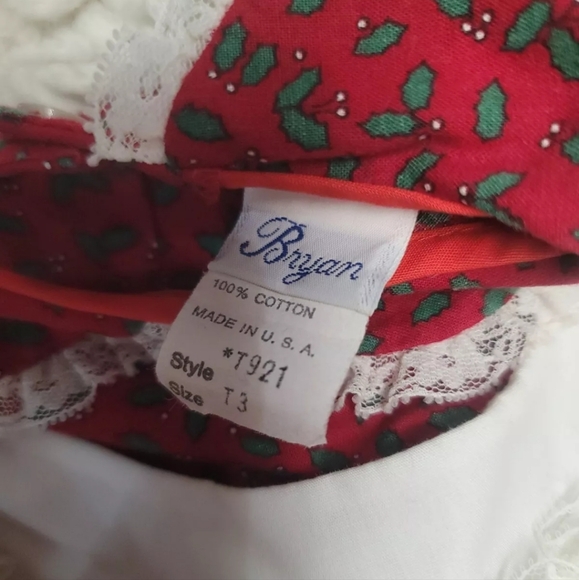 Bryan
100% COTTON
MADE IN U.S.A.
Style *T921
Size T3